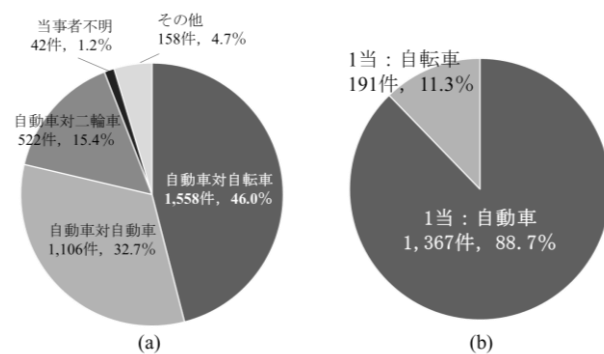 当事者不明
42件, 1.2%
その他
158件, 4.7%
自動車対二輪車
522件, 15.4%
自動車対自転車
1,558件, 46.0%
自動車対自動車
1,106件, 32.7%
(a)
1当：自転車
191件, 11.3%
1当：自動車
1,367件, 88.7%
(b)